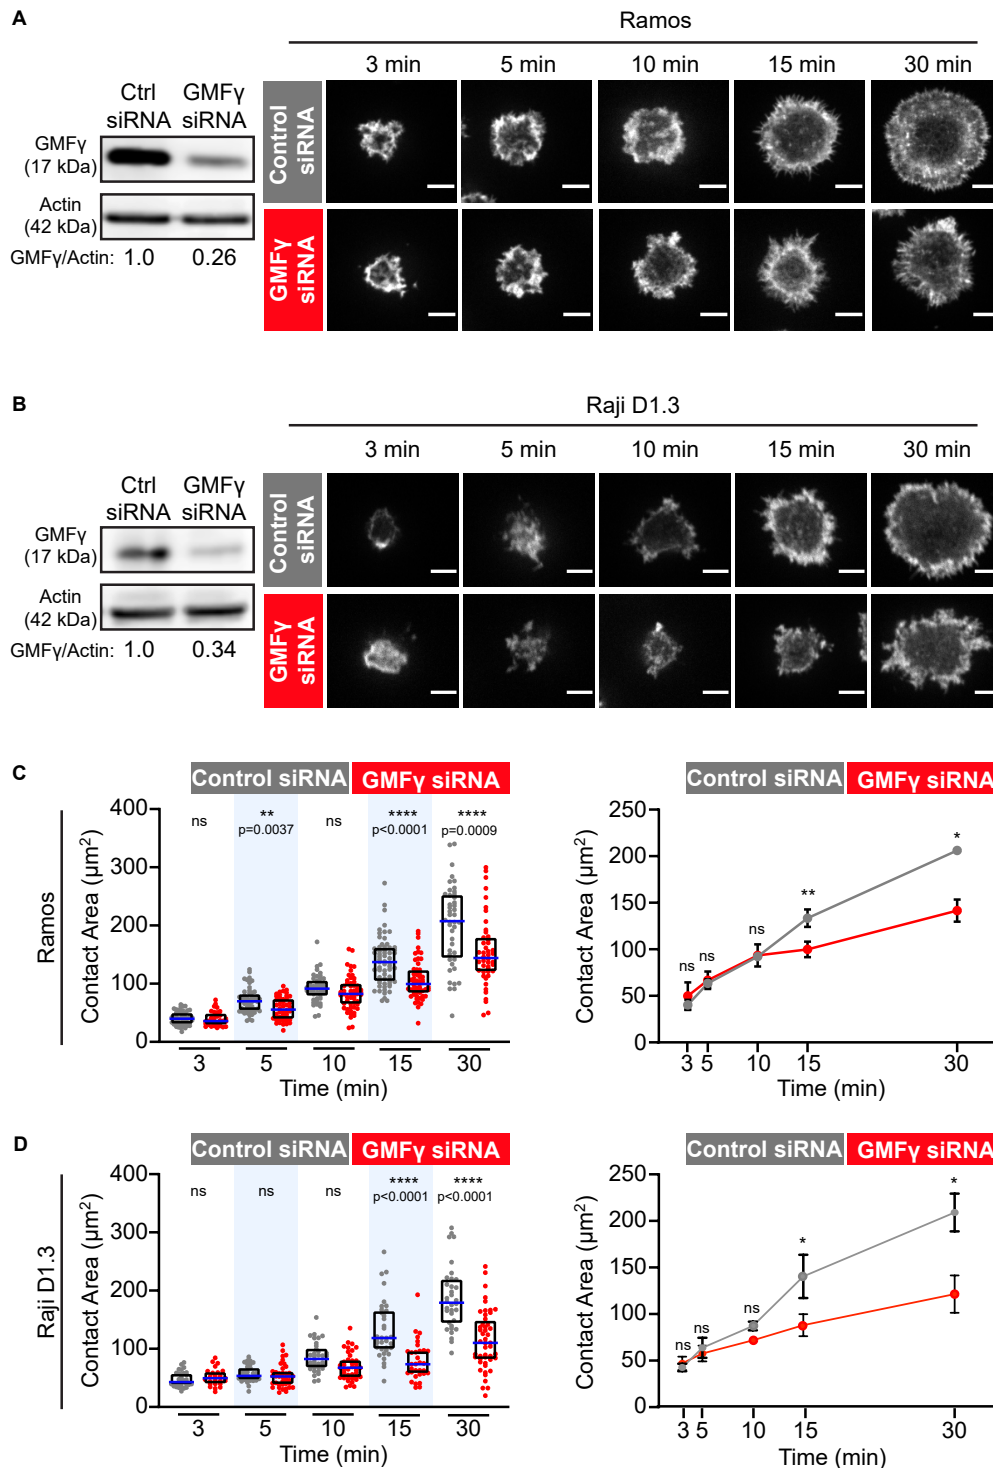 A
Ramos
3 min 5 min 10 min 15 min 30 min
Ctrl siRNA
GMFγ siRNA
GMFγ
(17 kDa)
Actin
(42 kDa)
GMFγ/Actin: 1.0 0.26
Control siRNA
GMFγ siRNA
B
Raji D1.3
3 min 5 min 10 min 15 min 30 min
Ctrl siRNA
GMFγ siRNA
GMFγ
(17 kDa)
Actin
(42 kDa)
GMFγ/Actin: 1.0 0.34
Control siRNA
GMFγ siRNA
C
Ramos
Control siRNA GMFγ siRNA
Contact Area (µm²)
400
300
200
100
0
ns ** ns **** ****
p=0.0037 p<0.0001 p=0.0009
3 5 10 15 30
Time (min)
Control siRNA GMFγ siRNA
Contact Area (µm²)
250
200
150
100
50
0
ns ns ns ** *
3 5 10 15 30
Time (min)
D
Raji D1.3
Control siRNA GMFγ siRNA
Contact Area (µm²)
400
300
200
100
0
ns ns ns **** ****
p<0.0001 p<0.0001
3 5 10 15 30
Time (min)
Control siRNA GMFγ siRNA
Contact Area (µm²)
250
200
150
100
50
0
ns ns ns * *
3 5 10 15 30
Time (min)